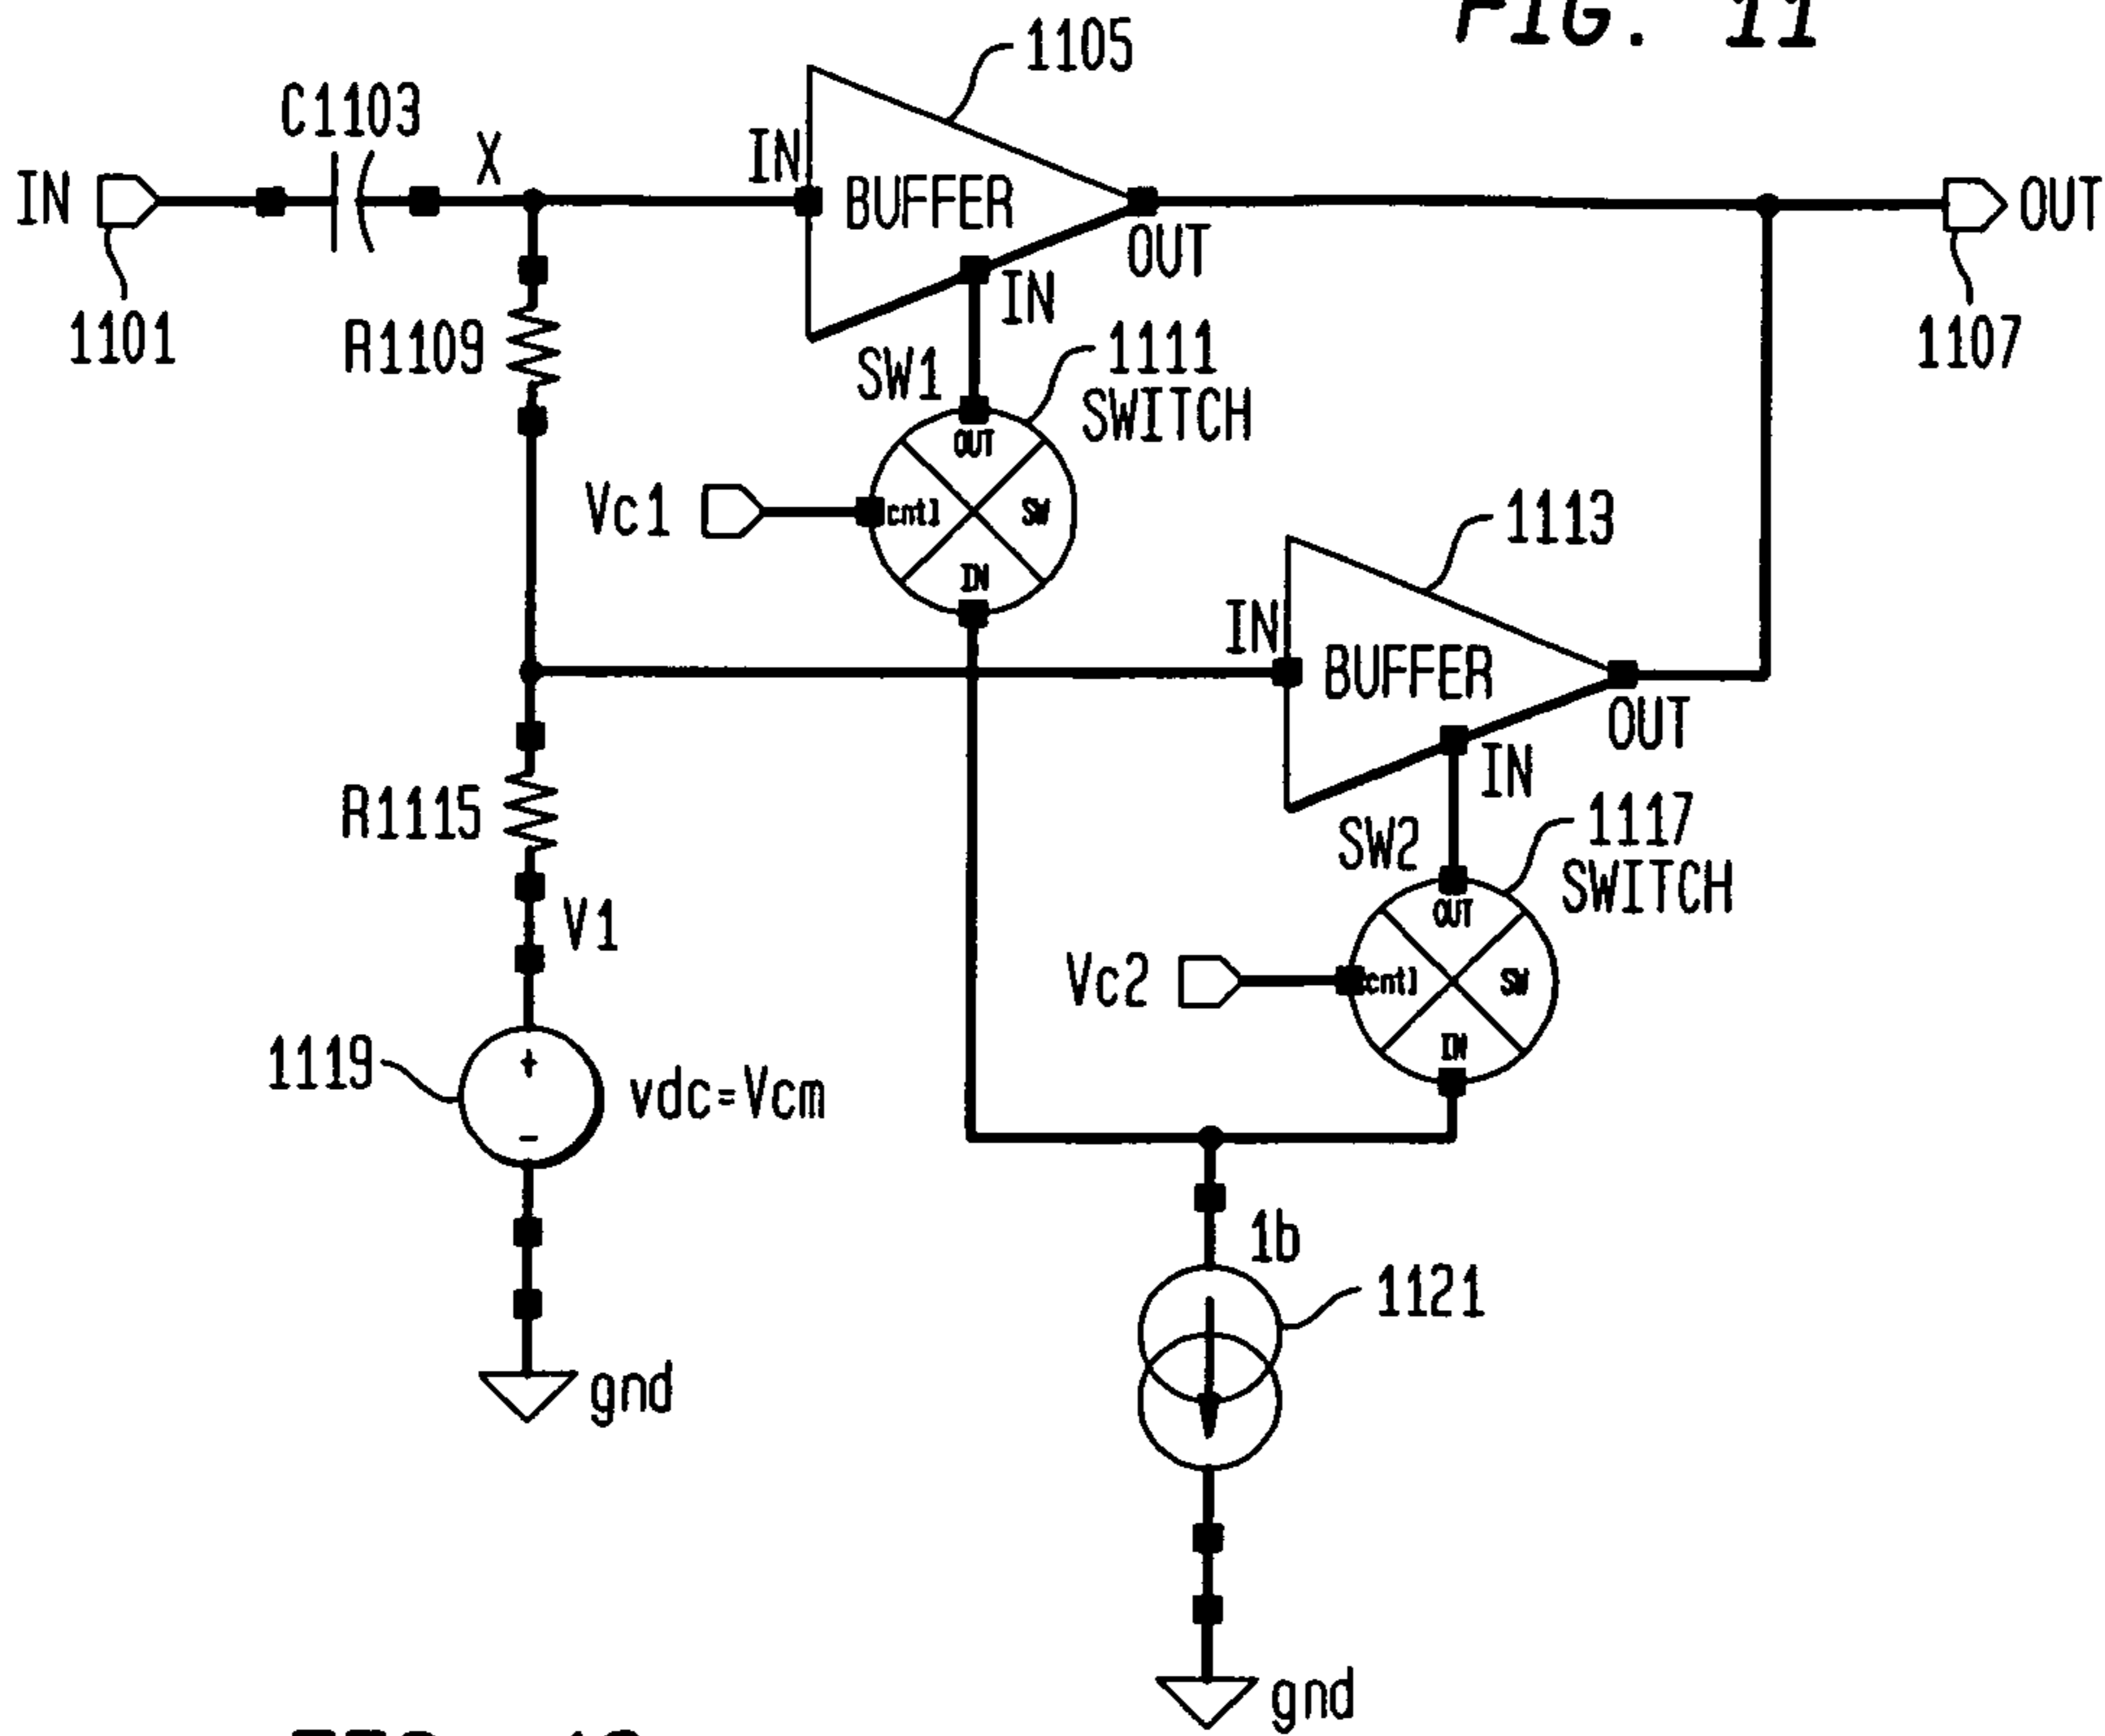 FIG. 11
1105
C1103
X
IN
BUFFER
IN
OUT
OUT
IN
1101
R1109
SW1
1111
SWITCH
1107
OUT
Vc1
cntl
SW
IN
1113
IN
BUFFER
OUT
IN
R1115
SW2
1117
SWITCH
V1
OUT
Vc2
cntl
SW
IN
1119
+
-
vdc=Vcm
1b
1121
gnd
gnd